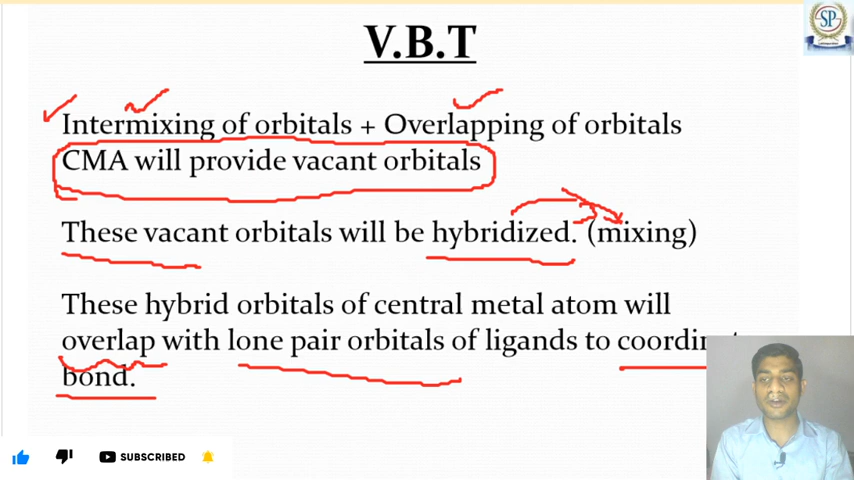 V.B.T
SP
Intermixing of orbitals + Overlapping of orbitals
CMA will provide vacant orbitals
These vacant orbitals will be hybridized. (mixing)
These hybrid orbitals of central metal atom will
overlap with lone pair orbitals of ligands to
bond.
SUBSCRIBED